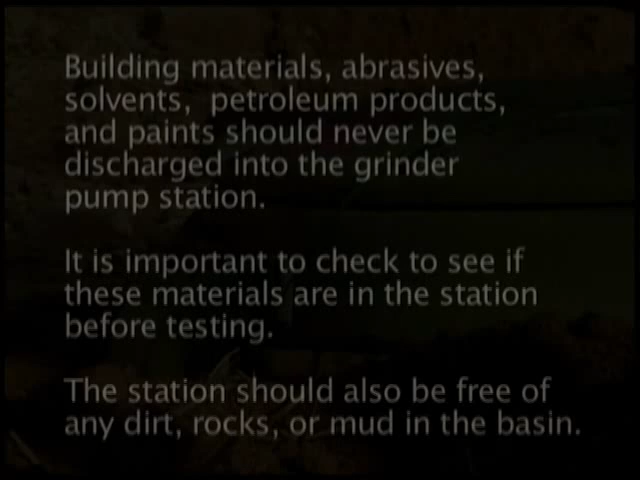 Building materials, abrasives,
solvents,  petroleum products,
and paints should never be
discharged into the grinder
pump station.
It is important to check to see if
these materials are in the station
before testing.
The station should also be free of
any dirt, rocks, or mud in the basin.